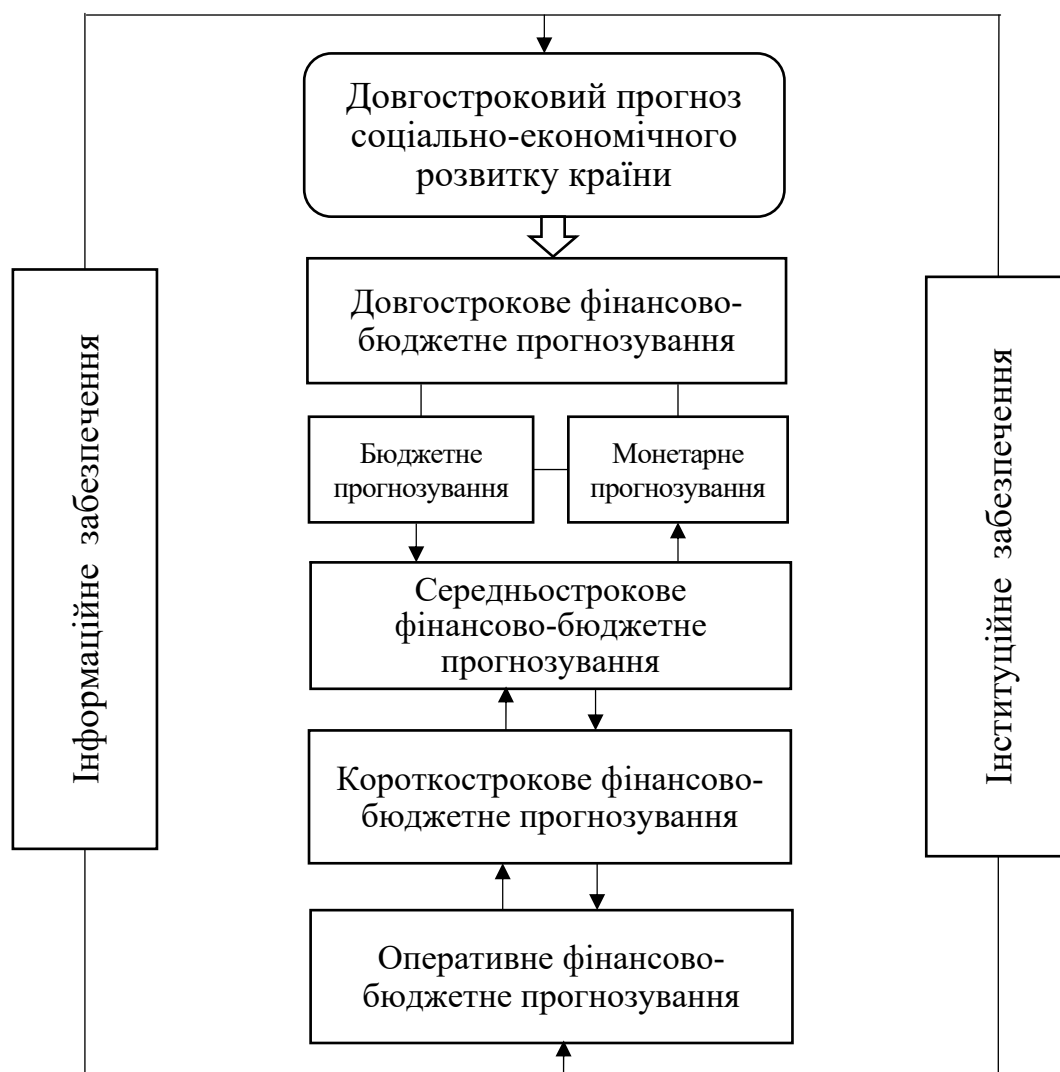 Довгостроковий прогноз
соціально-економічного
розвитку країни
Довгострокове фінансово-
бюджетне прогнозування
Інформаційне забезпечення
Інституційне забезпечення
Бюджетне
прогнозування
Монетарне
прогнозування
Середньострокове
фінансово-бюджетне
прогнозування
Короткострокове фінансово-
бюджетне прогнозування
Оперативне фінансово-
бюджетне прогнозування